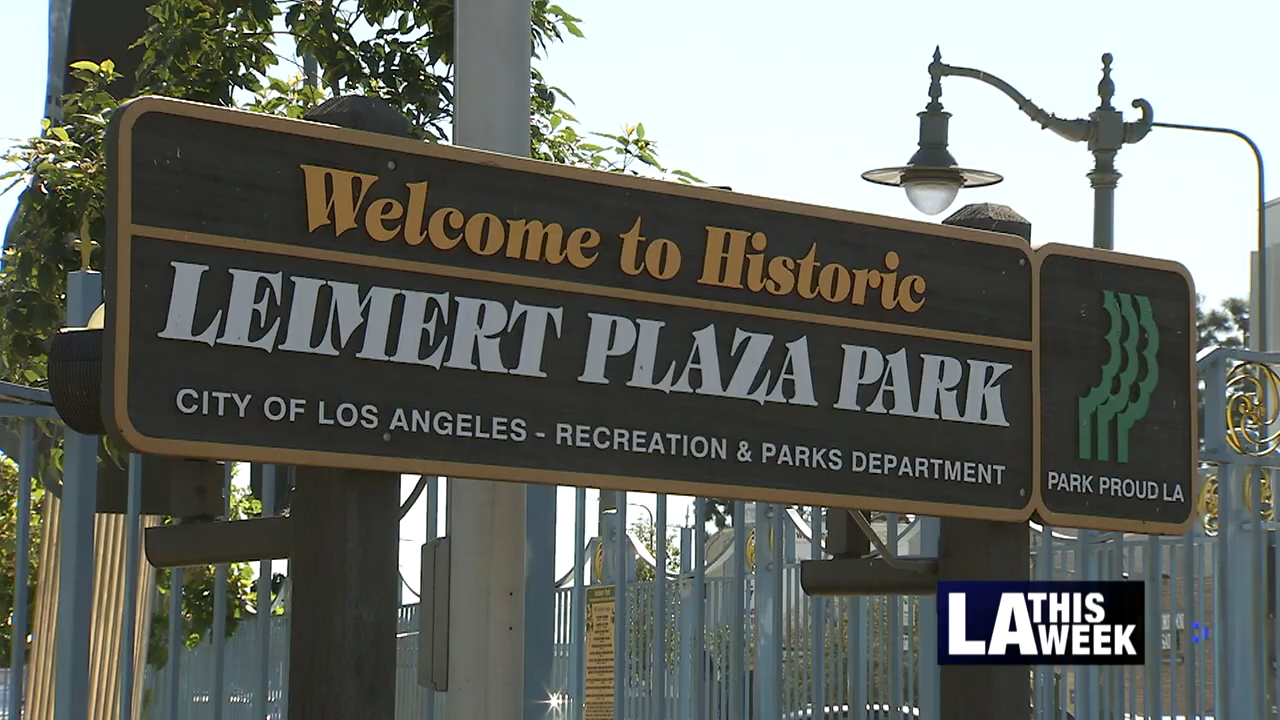 Welcome to Historic
LEIMERT PLAZA PARK
CITY OF LOS ANGELES - RECREATION & PARKS DEPARTMENT
PARK PROUD LA
LA THIS WEEK